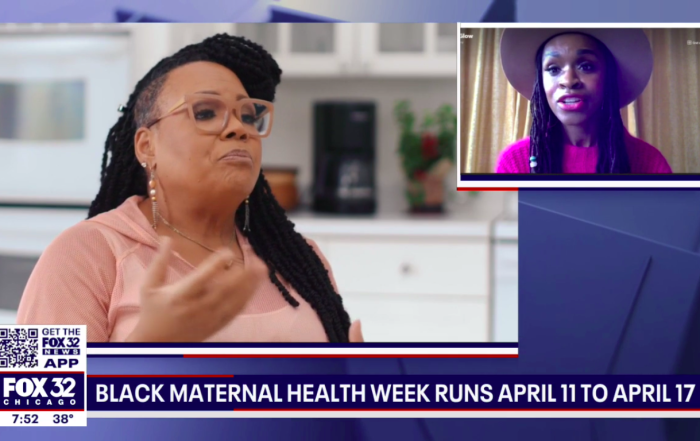 GET THE
FOX 32
NEWS
APP
FOX 32
CHICAGO
7:52 38°
BLACK MATERNAL HEALTH WEEK RUNS APRIL 11 TO APRIL 17